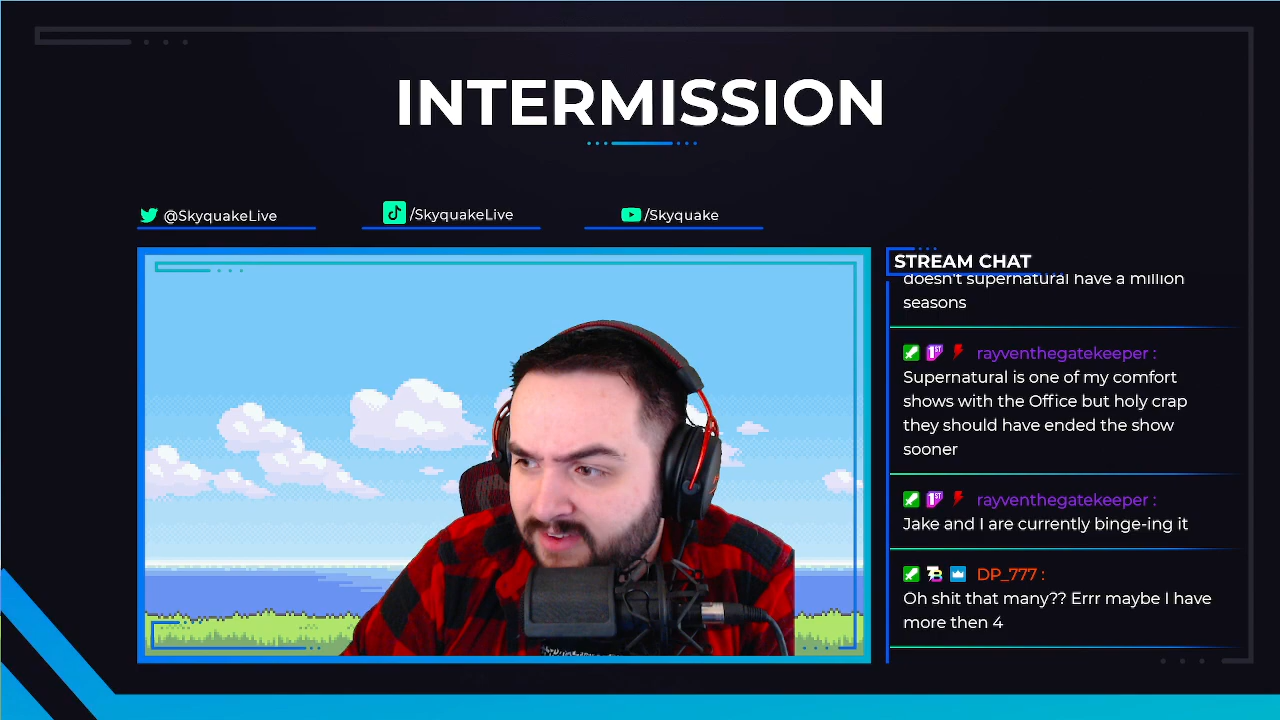 INTERMISSION
@SkyquakeLive
/SkyquakeLive
/Skyquake
STREAM CHAT
doesn't supernatural have a million
seasons
1ST rayventhegatekeeper :
Supernatural is one of my comfort
shows with the Office but holy crap
they should have ended the show
sooner
1ST rayventhegatekeeper :
Jake and I are currently binge-ing it
DP_777 :
Oh shit that many?? Errr maybe I have
more then 4